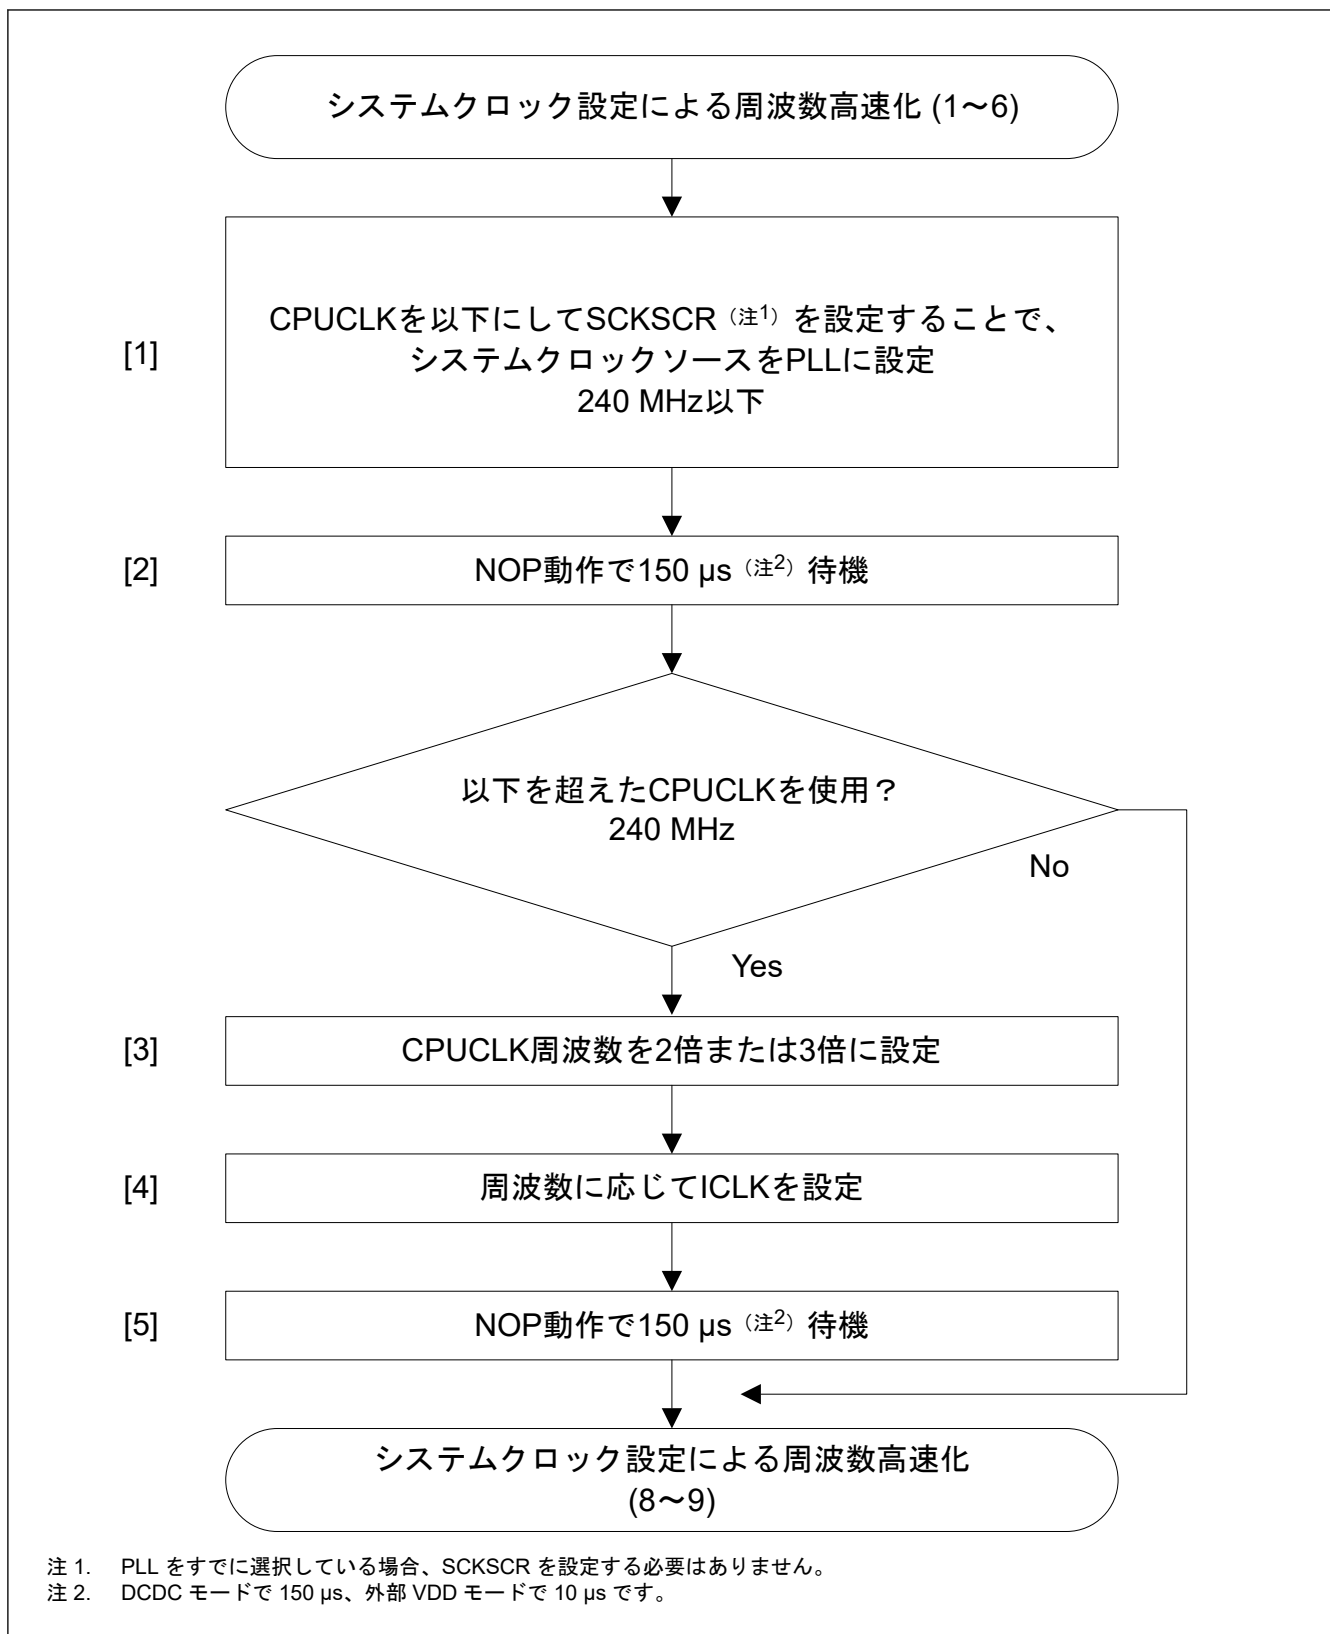 システムクロック設定による周波数高速化 (1～6)
[1]
CPUCLKを以下にしてSCKSCR（注1）を設定することで、
システムクロックソースをPLLに設定
240 MHz以下
[2]
NOP動作で150 µs（注2）待機
以下を超えたCPUCLKを使用？
240 MHz
No
Yes
[3]
CPUCLK周波数を2倍または3倍に設定
[4]
周波数に応じてICLKを設定
[5]
NOP動作で150 µs（注2）待機
システムクロック設定による周波数高速化
(8～9)
注 1. PLL をすでに選択している場合、SCKSCR を設定する必要はありません。
注 2. DCDC モードで 150 µs、外部 VDD モードで 10 µs です。